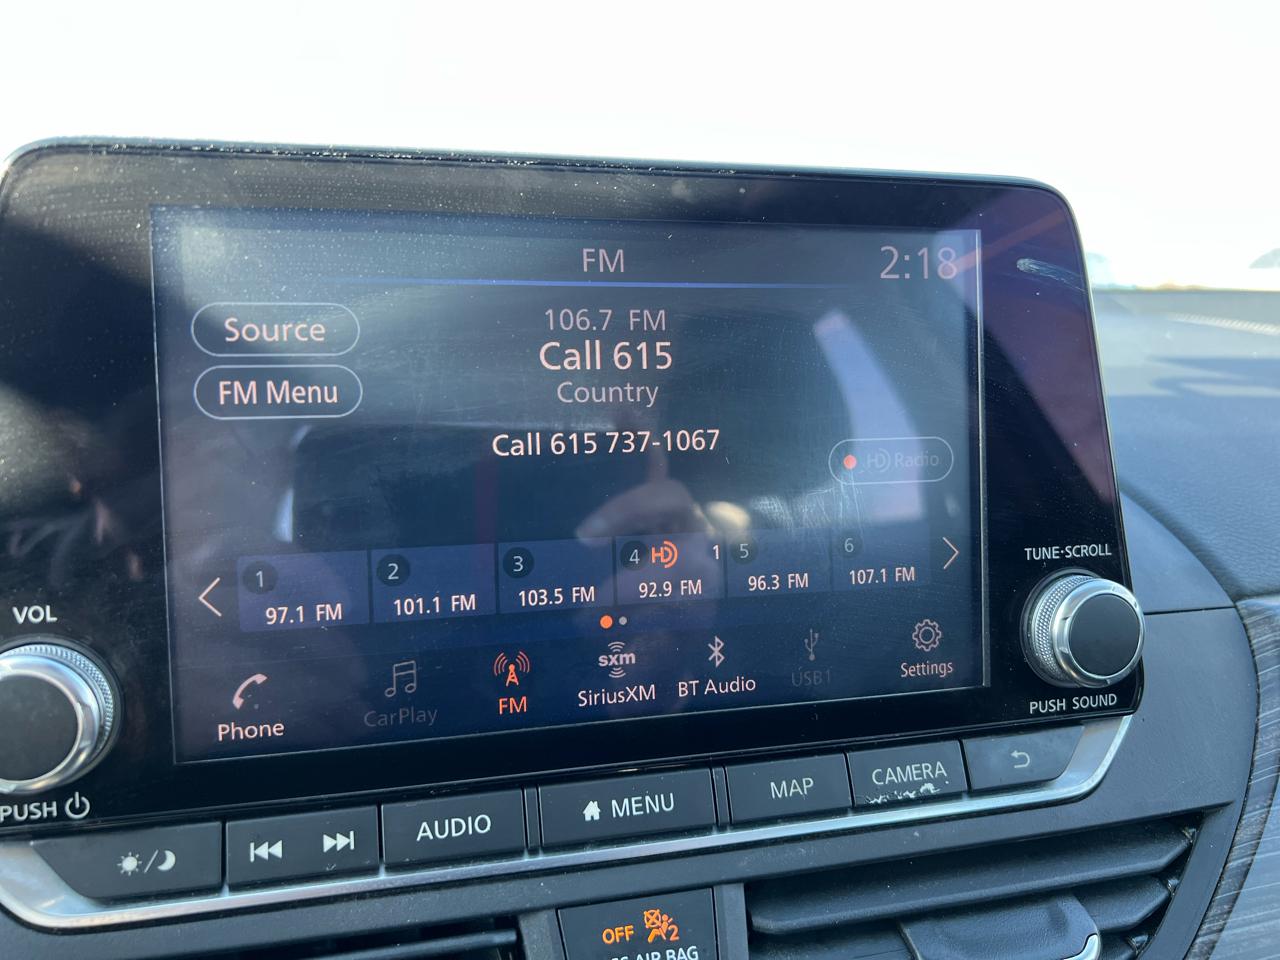 FM
2:18
Source
106.7 FM
Call 615
FM Menu
Country
Call 615 737-1067
HD Radio
1
97.1 FM
2
101.1 FM
3
103.5 FM
4 HD 1
92.9 FM
5
96.3 FM
6
107.1 FM
Phone
CarPlay
FM
sxm
SiriusXM
BT Audio
USB1
Settings
VOL
PUSH
TUNE·SCROLL
PUSH SOUND
AUDIO
MENU
MAP
CAMERA
OFF
2
AIR BAG